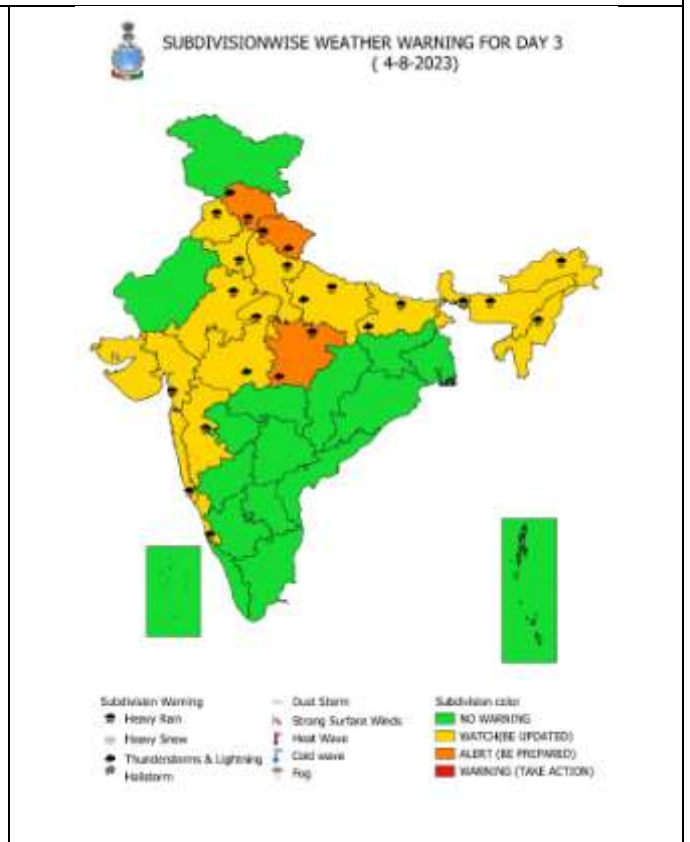 SUBDIVISIONWISE WEATHER WARNING FOR DAY 3
( 4-8-2023)
Subdivision Warning
Heavy Rain
Heavy Snow
Thunderstorms & Lightning
Hailstorm
Dust Storm
Strong Surface Winds
Heat Wave
Cold wave
Fog
Subdivision color
NO WARNING
WATCH(BE UPDATED)
ALERT (BE PREPARED)
WARNING (TAKE ACTION)